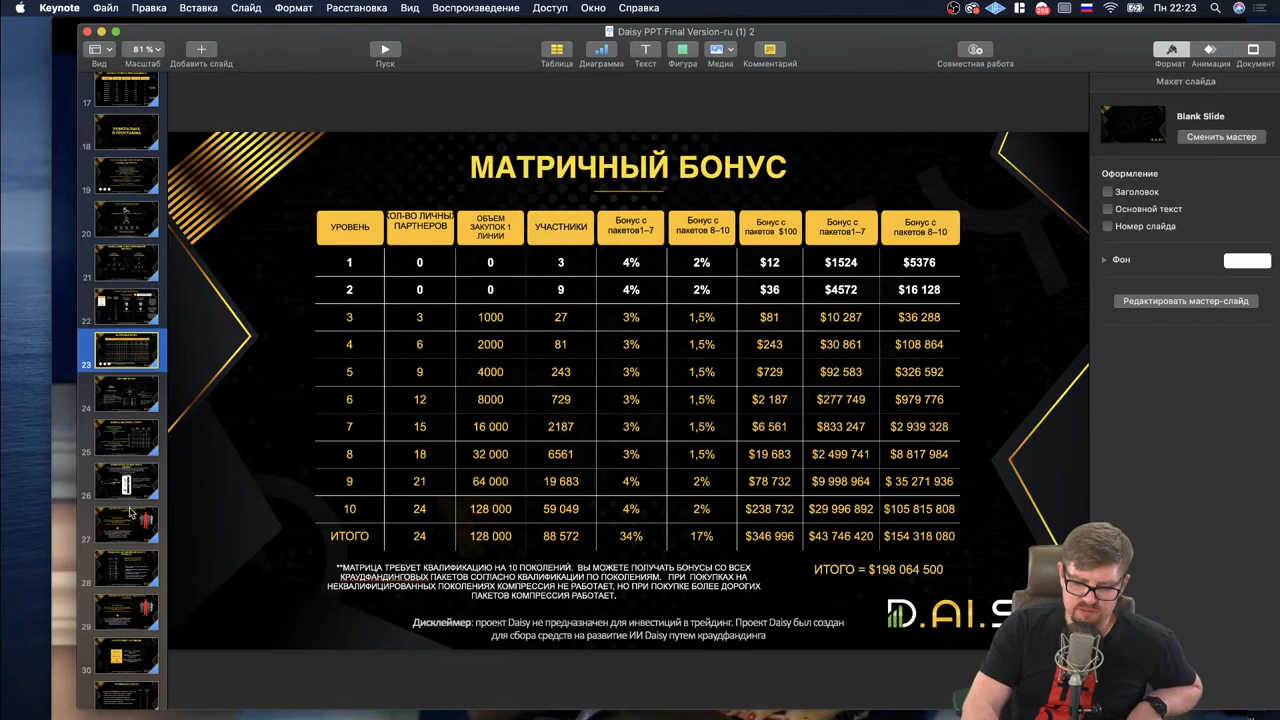 Keynote Файл Правка Вставка Слайд Формат Расстановка Вид Воспроизведение Доступ Окно Справка
258
Пн 22:23
Daisy PPT Final Version-ru (1) 2
81 %
Вид Масштаб Добавить слайд Пуск Таблица Диаграмма Текст Фигура Медиа Комментарий Совместная работа Формат Анимация Документ
Макет слайда
Blank Slide
Сменить мастер
Оформление
Заголовок
Основной текст
Номер слайда
Фон
Редактировать мастер-слайд
17
18
19
20
21
22
23
24
25
26
27
28
29
30
МАТРИЧНЫЙ БОНУС
УРОВЕНЬ
КОЛ-ВО ЛИЧНЫХ
ПАРТНЕРОВ
ОБЪЕМ
ЗАКУПОК 1
ЛИНИИ
УЧАСТНИКИ
Бонус с
пакетов1–7
Бонус с
пакетов 8–10
Бонус с
пакетов $100
Бонус с
пакетов1–7
Бонус с
пакетов 8–10
1 0 0 3 4% 2% $12 $1524 $5376
2 0 0 9 4% 2% $36 $4572 $16 128
3 3 1000 27 3% 1,5% $81 $10 287 $36 288
4 6 2000 81 3% 1,5% $243 $30 861 $108 864
5 9 4000 243 3% 1,5% $729 $92 583 $326 592
6 12 8000 729 3% 1,5% $2 187 $277 749 $979 776
7 15 16 000 2187 3% 1,5% $6 561 $833 247 $2 939 328
8 18 32 000 6561 3% 1,5% $19 683 $2 499 741 $8 817 984
9 21 64 000 19 683 4% 2% $78 732 $9 998 964 $ 35 271 936
10 24 128 000 59 049 4% 2% $238 732 $29 996 892 $105 815 808
ИТОГО 24 128 000 88 572 34% 17% $346 996 $43 746 420 $154 318 080
**МАТРИЦА ТРЕБУЕТ КВАЛИФИКАЦИЮ НА 10 ПОКОЛЕНИЙ. ВЫ МОЖЕТЕ ПОЛУЧАТЬ БОНУСЫ СО ВСЕХ
КРАУДФАНДИНГОВЫХ ПАКЕТОВ СОГЛАСНО КВАЛИФИКАЦИИ ПО ПОКОЛЕНИЯМ. ПРИ ПОКУПКАХ НА
НЕКВАЛИФИЦИРОВАННЫХ ПОКОЛЕНИЯХ КОМПРЕССИЯ НЕ РАБОТАЕТ, НО ПРИ ПОКУПКЕ БОЛЕЕ ДОРОГИХ
ПАКЕТОВ КОМПРЕССИЯ РАБОТАЕТ.
ИТОГО = $198 064 500
Дисклеймер: проект Daisy не предназначен для инвестиций в трейдинг. Проект Daisy был создан
для сбора средств на развитие ИИ Daisy путем краудфандинга
D.AI.S